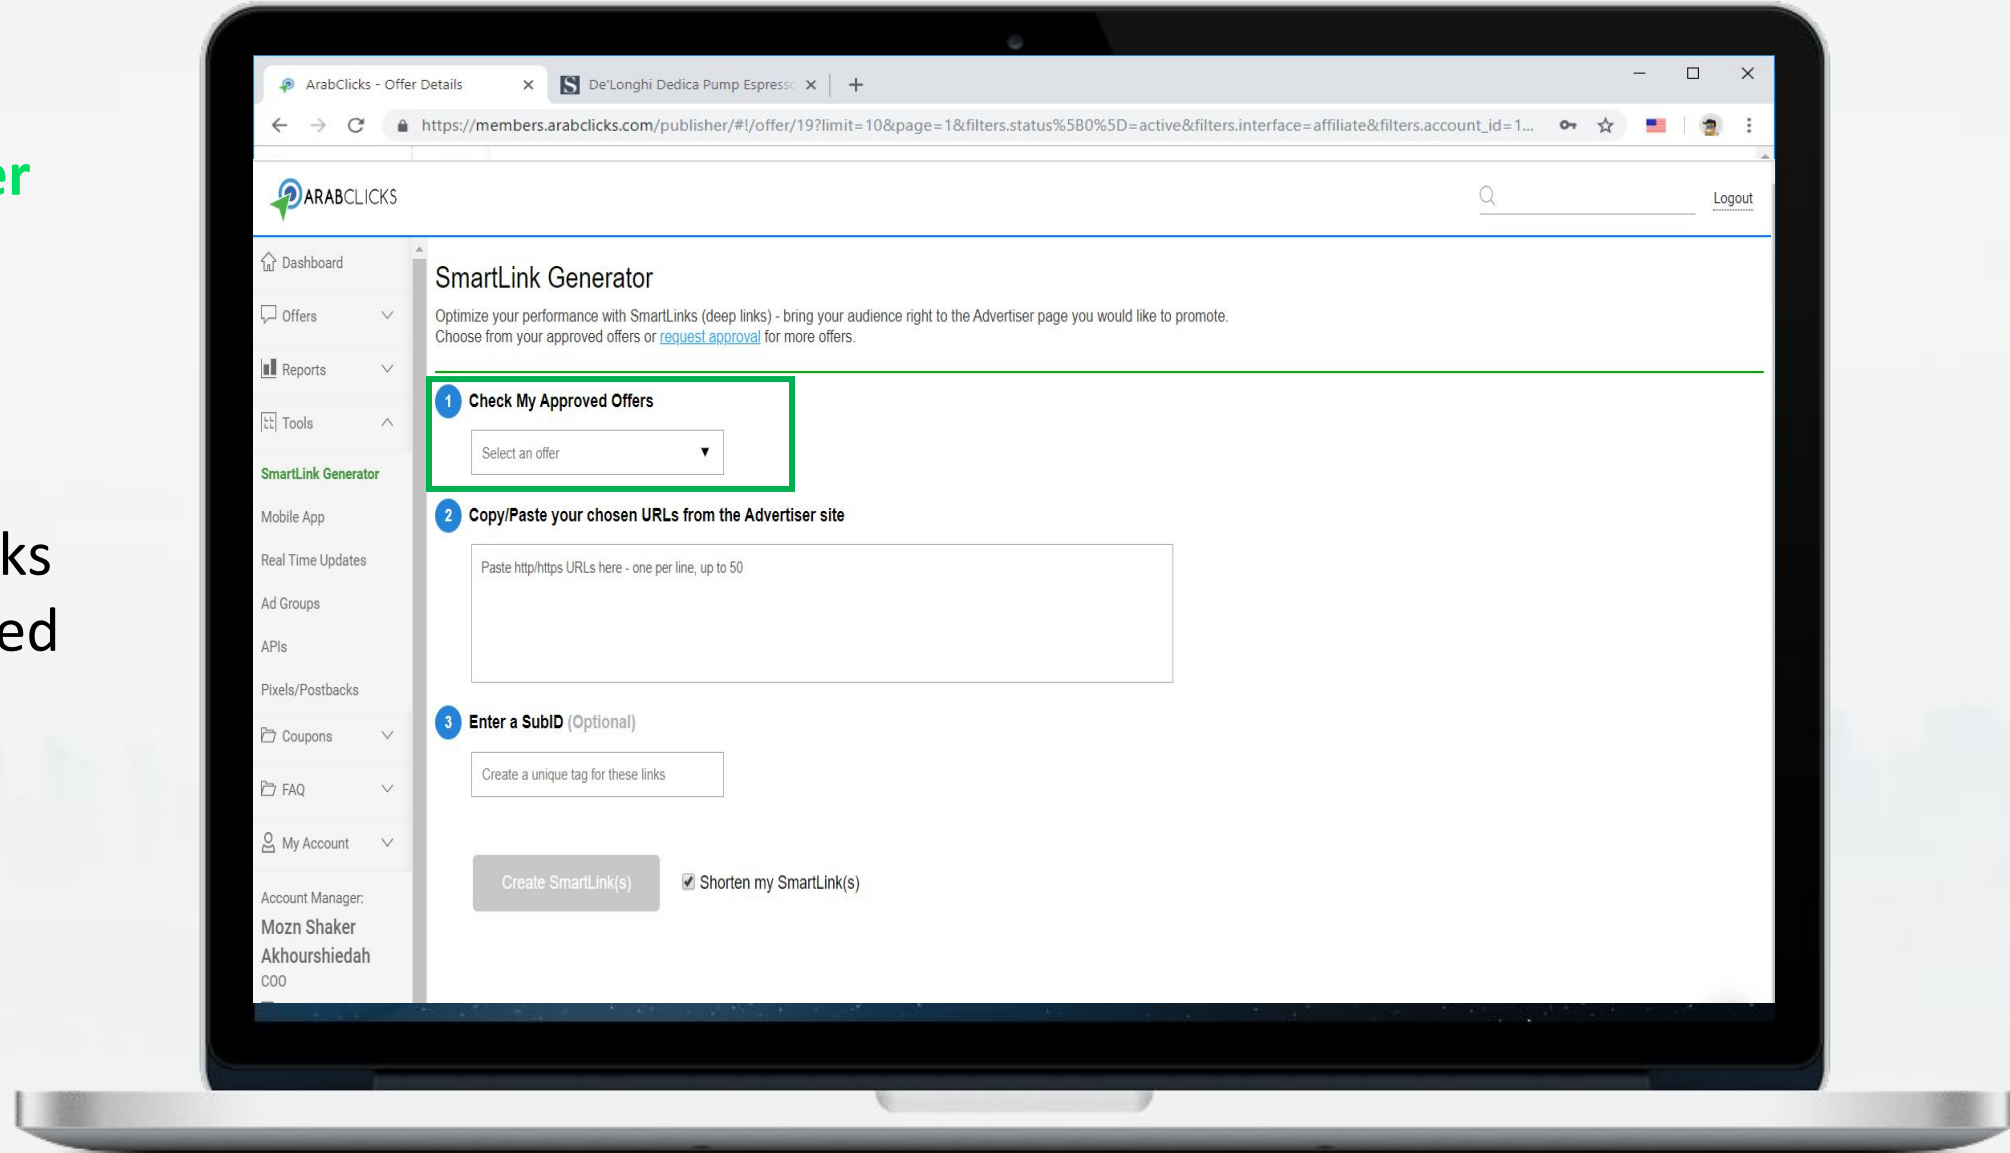 er
ks
ed
ArabClicks - Offer Details
De'Longhi Dedica Pump Espresso
https://members.arabclicks.com/publisher/#!/offer/19?limit=10&page=1&filters.status%5B0%5D=active&filters.interface=affiliate&filters.account_id=1...
ARABCLICKS
Logout
Dashboard
Offers
Reports
Tools
SmartLink Generator
Mobile App
Real Time Updates
Ad Groups
APIs
Pixels/Postbacks
Coupons
FAQ
My Account
Account Manager:
Mozn Shaker
Akhourshiedah
COO
SmartLink Generator
Optimize your performance with SmartLinks (deep links) - bring your audience right to the Advertiser page you would like to promote.
Choose from your approved offers or request approval for more offers.
1 Check My Approved Offers
Select an offer
2 Copy/Paste your chosen URLs from the Advertiser site
Paste http/https URLs here - one per line, up to 50
3 Enter a SubID (Optional)
Create a unique tag for these links
Create SmartLink(s)
Shorten my SmartLink(s)